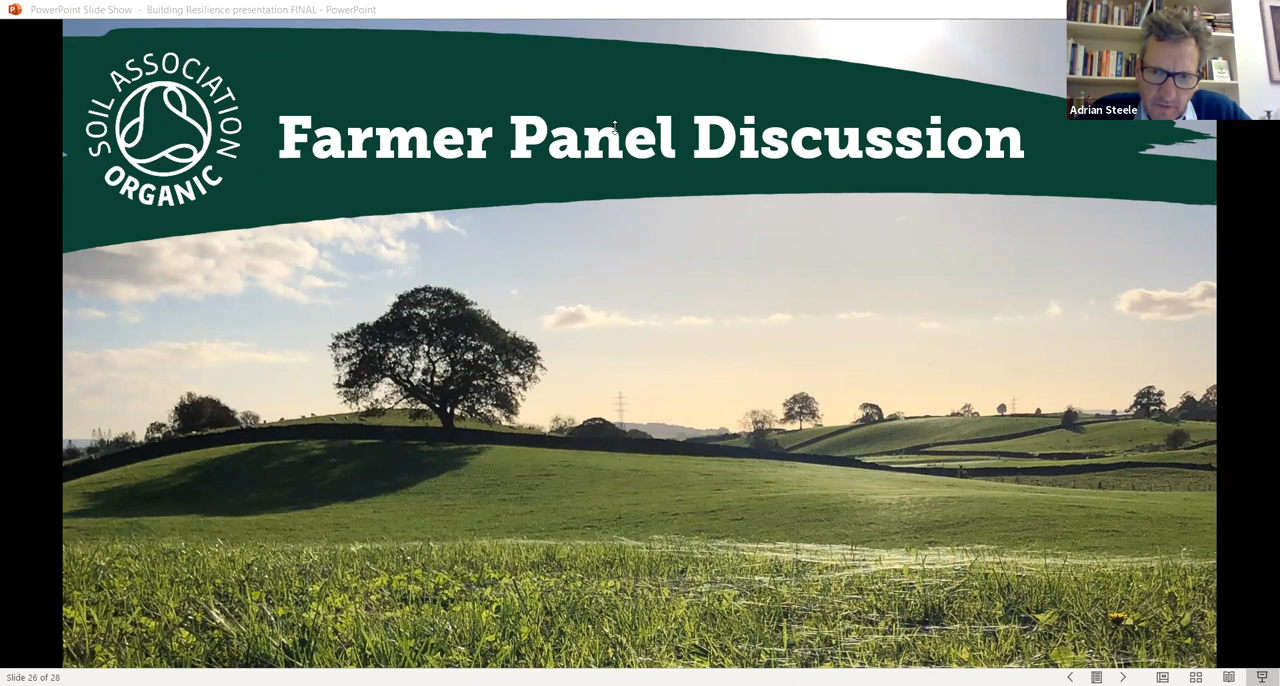 PowerPoint Slide Show - Building Resilience presentation FINAL - PowerPoint
SOIL ASSOCIATION
ORGANIC
Farmer Panel Discussion
Adrian Steele
Slide 26 of 28